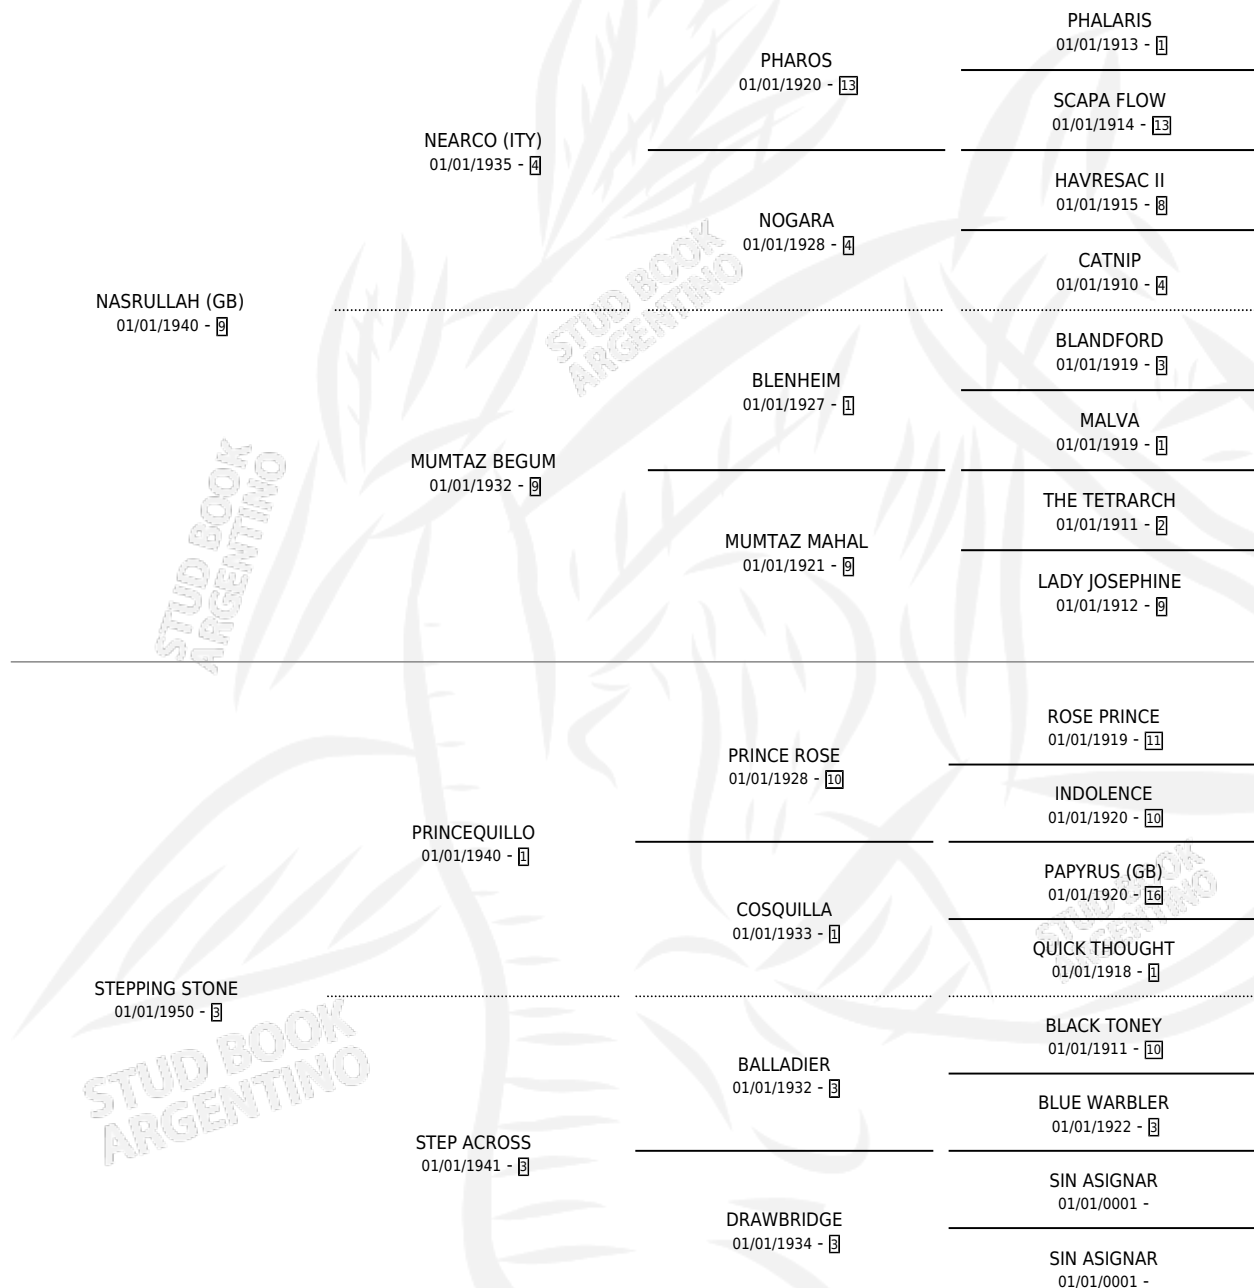 PHALARIS
01/01/1913 - 1
PHAROS
01/01/1920 - 13
SCAPA FLOW
01/01/1914 - 13
NEARCO (ITY)
01/01/1935 - 4
HAVRESAC II
01/01/1915 - 8
NOGARA
01/01/1928 - 4
CATNIP
01/01/1910 - 4
NASRULLAH (GB)
01/01/1940 - 9
BLANDFORD
01/01/1919 - 3
BLENHEIM
01/01/1927 - 1
MALVA
01/01/1919 - 1
MUMTAZ BEGUM
01/01/1932 - 9
THE TETRARCH
01/01/1911 - 2
MUMTAZ MAHAL
01/01/1921 - 9
LADY JOSEPHINE
01/01/1912 - 9
STUD BOOK
ARGENTINO
STUD BOOK
ARGENTINO
ROSE PRINCE
01/01/1919 - 11
PRINCE ROSE
01/01/1928 - 10
INDOLENCE
01/01/1920 - 10
PRINCEQUILLO
01/01/1940 - 1
PAPYRUS (GB)
01/01/1920 - 16
COSQUILLA
01/01/1933 - 1
QUICK THOUGHT
01/01/1918 - 1
STEPPING STONE
01/01/1950 - 3
BLACK TONEY
01/01/1911 - 10
BALLADIER
01/01/1932 - 3
BLUE WARBLER
01/01/1922 - 3
STEP ACROSS
01/01/1941 - 3
SIN ASIGNAR
01/01/0001 -
DRAWBRIDGE
01/01/1934 - 3
SIN ASIGNAR
01/01/0001 -
STUD BOOK
ARGENTINO
STUD BOOK
ARGENTINO